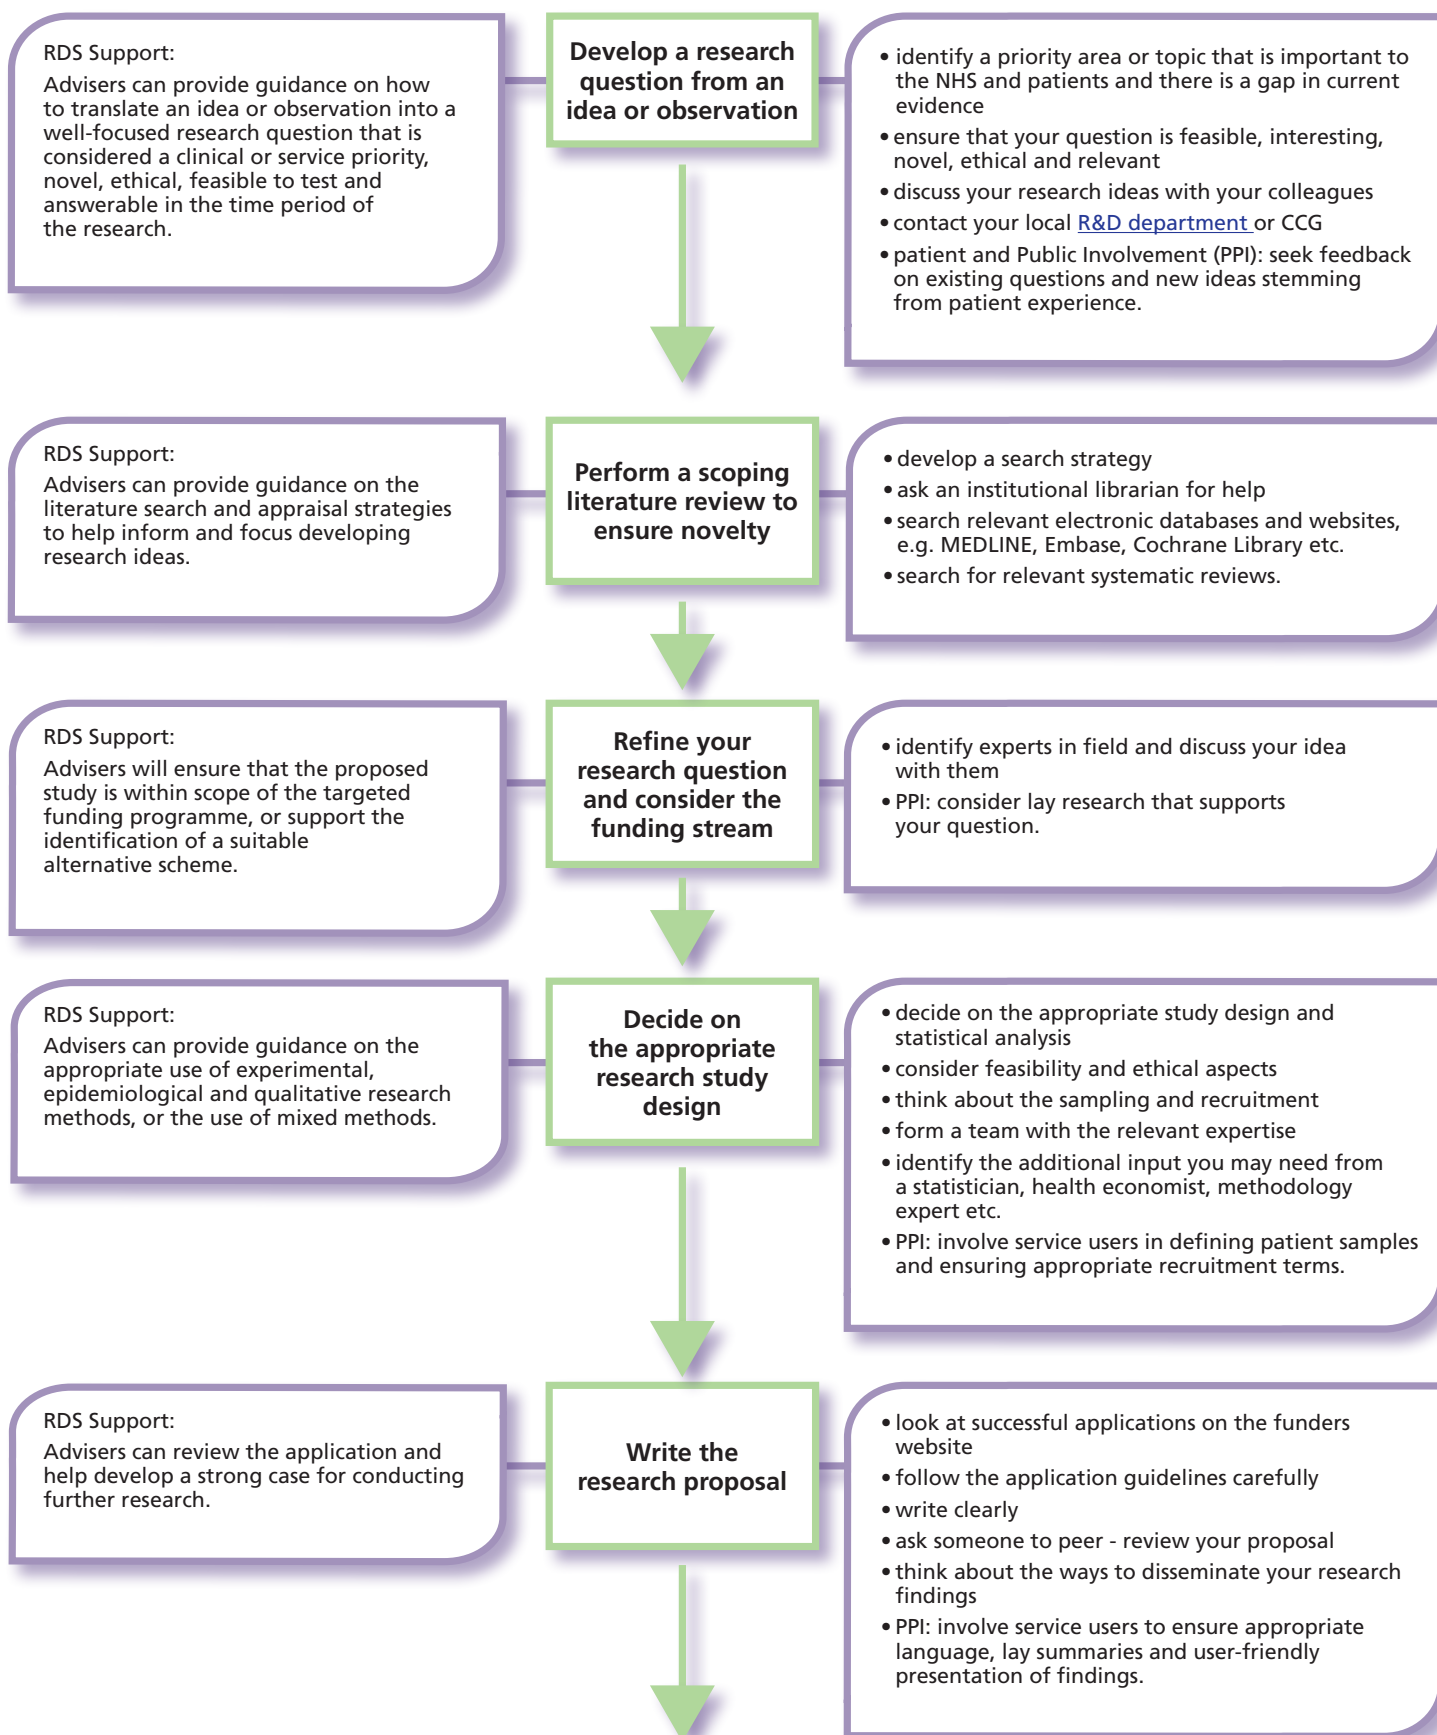 RDS Support:
Advisers can provide guidance on how
to translate an idea or observation into a
well-focused research question that is
considered a clinical or service priority,
novel, ethical, feasible to test and
answerable in the time period of
the research.
Develop a research
question from an
idea or observation
• identify a priority area or topic that is important to
the NHS and patients and there is a gap in current
evidence
• ensure that your question is feasible, interesting,
novel, ethical and relevant
• discuss your research ideas with your colleagues
• contact your local R&D department or CCG
• patient and Public Involvement (PPI): seek feedback
on existing questions and new ideas stemming
from patient experience.
RDS Support:
Advisers can provide guidance on the
literature search and appraisal strategies
to help inform and focus developing
research ideas.
Perform a scoping
literature review to
ensure novelty
• develop a search strategy
• ask an institutional librarian for help
• search relevant electronic databases and websites,
e.g. MEDLINE, Embase, Cochrane Library etc.
• search for relevant systematic reviews.
RDS Support:
Advisers will ensure that the proposed
study is within scope of the targeted
funding programme, or support the
identification of a suitable
alternative scheme.
Refine your
research question
and consider the
funding stream
• identify experts in field and discuss your idea
with them
• PPI: consider lay research that supports
your question.
RDS Support:
Advisers can provide guidance on the
appropriate use of experimental,
epidemiological and qualitative research
methods, or the use of mixed methods.
Decide on
the appropriate
research study
design
• decide on the appropriate study design and
statistical analysis
• consider feasibility and ethical aspects
• think about the sampling and recruitment
• form a team with the relevant expertise
• identify the additional input you may need from
a statistician, health economist, methodology
expert etc.
• PPI: involve service users in defining patient samples
and ensuring appropriate recruitment terms.
RDS Support:
Advisers can review the application and
help develop a strong case for conducting
further research.
Write the
research proposal
• look at successful applications on the funders
website
• follow the application guidelines carefully
• write clearly
• ask someone to peer - review your proposal
• think about the ways to disseminate your research
findings
• PPI: involve service users to ensure appropriate
language, lay summaries and user-friendly
presentation of findings.